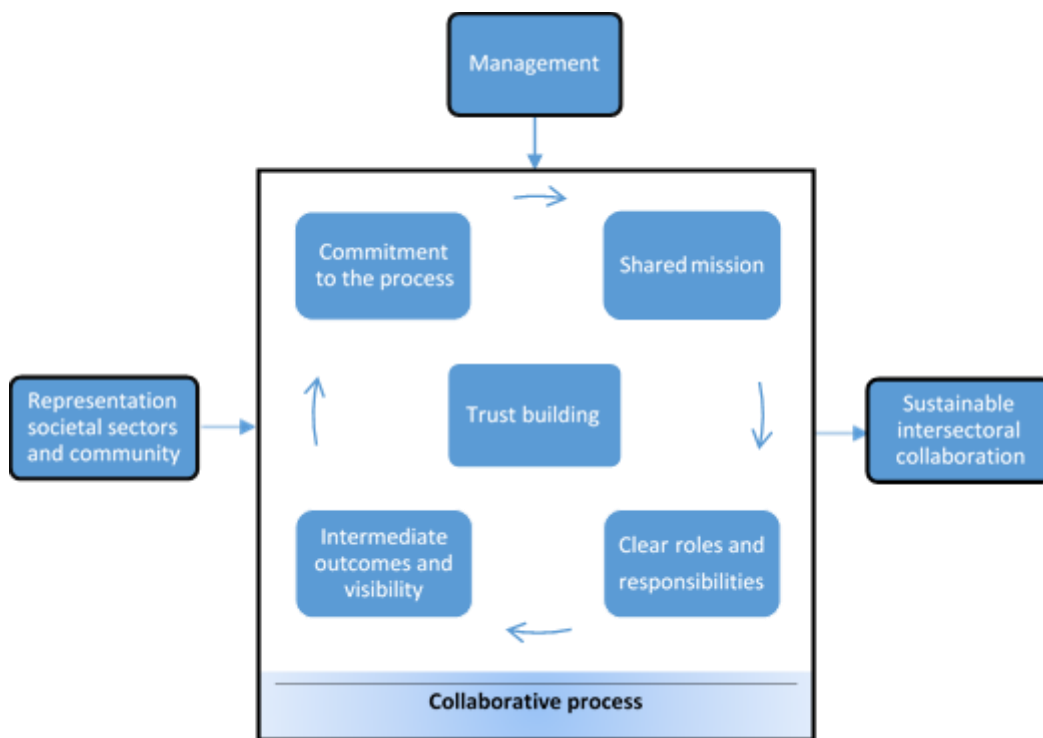 Management
Commitment
to the process
Shared mission
Representation
societal sectors
and community
Trust building
Sustainable
intersectoral
collaboration
Intermediate
outcomes and
visibility
Clear roles and
responsibilities
Collaborative process